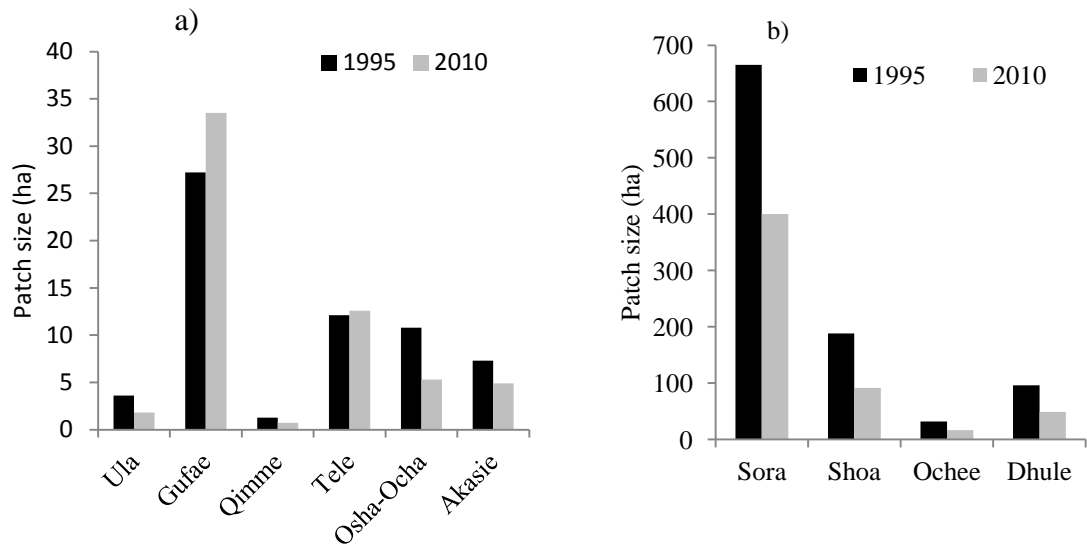 a)
1995 2010
Patch size (ha)
40
35
30
25
20
15
10
5
0
Ula
Gufae
Qimme
Tele
Osha-Ocha
Akasie
b)
1995 2010
Patch size (ha)
700
600
500
400
300
200
100
0
Sora Shoa Ochee Dhule